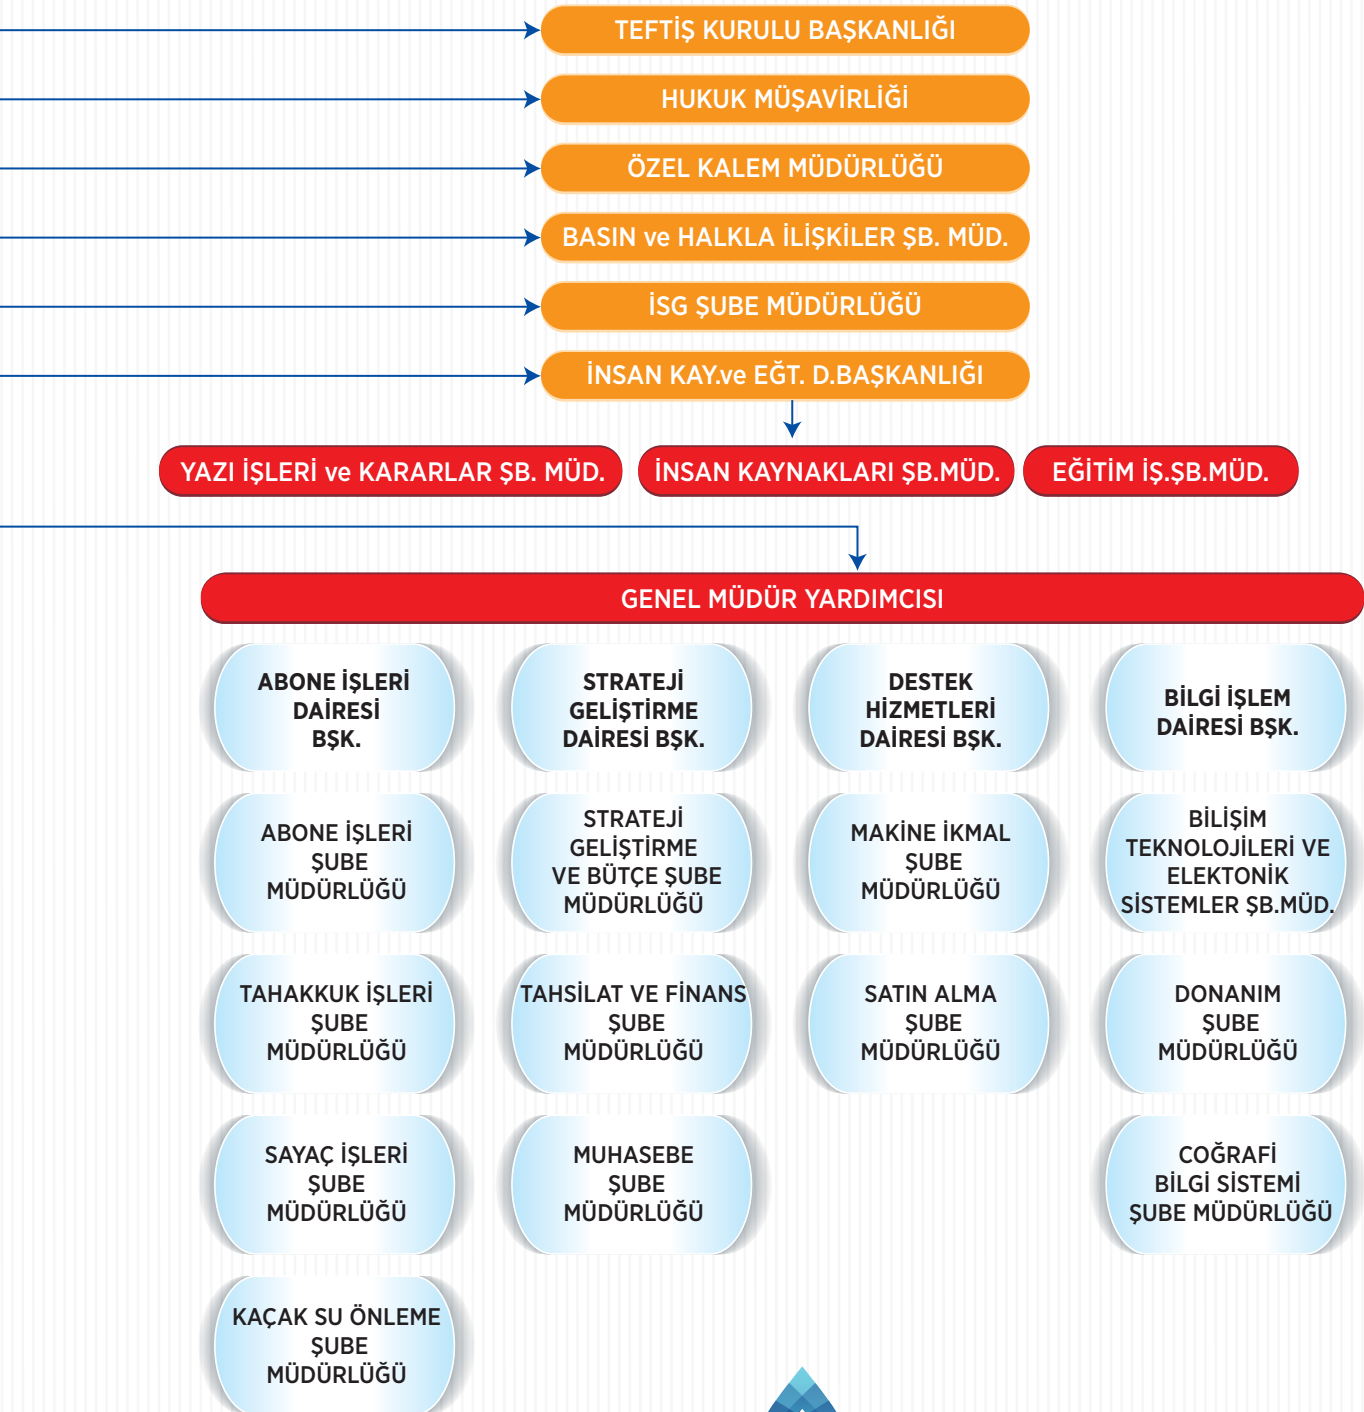 TEFTİŞ KURULU BAŞKANLIĞI
HUKUK MÜŞAVİRLİĞİ
ÖZEL KALEM MÜDÜRLÜĞÜ
BASIN ve HALKLA İLİŞKİLER ŞB. MÜD.
İSG ŞUBE MÜDÜRLÜĞÜ
İNSAN KAY.ve EĞT. D.BAŞKANLIĞI
YAZI İŞLERİ ve KARARLAR ŞB. MÜD.
İNSAN KAYNAKLARI ŞB.MÜD.
EĞİTİM İŞ.ŞB.MÜD.
GENEL MÜDÜR YARDIMCISI
ABONE İŞLERİ
DAİRESİ
BŞK.
STRATEJİ
GELİŞTİRME
DAİRESİ BŞK.
DESTEK
HİZMETLERİ
DAİRESİ BŞK.
BİLGİ İŞLEM
DAİRESİ BŞK.
ABONE İŞLERİ
ŞUBE
MÜDÜRLÜĞÜ
STRATEJİ
GELİŞTİRME
VE BÜTÇE ŞUBE
MÜDÜRLÜĞÜ
MAKİNE İKMAL
ŞUBE
MÜDÜRLÜĞÜ
BİLİŞİM
TEKNOLOJİLERİ VE
ELEKTONİK
SİSTEMLER ŞB.MÜD.
TAHAKKUK İŞLERİ
ŞUBE
MÜDÜRLÜĞÜ
TAHSİLAT VE FİNANS
ŞUBE
MÜDÜRLÜĞÜ
SATIN ALMA
ŞUBE
MÜDÜRLÜĞÜ
DONANIM
ŞUBE
MÜDÜRLÜĞÜ
SAYAÇ İŞLERİ
ŞUBE
MÜDÜRLÜĞÜ
MUHASEBE
ŞUBE
MÜDÜRLÜĞÜ
COĞRAFİ
BİLGİ SİSTEMİ
ŞUBE MÜDÜRLÜĞÜ
KAÇAK SU ÖNLEME
ŞUBE
MÜDÜRLÜĞÜ